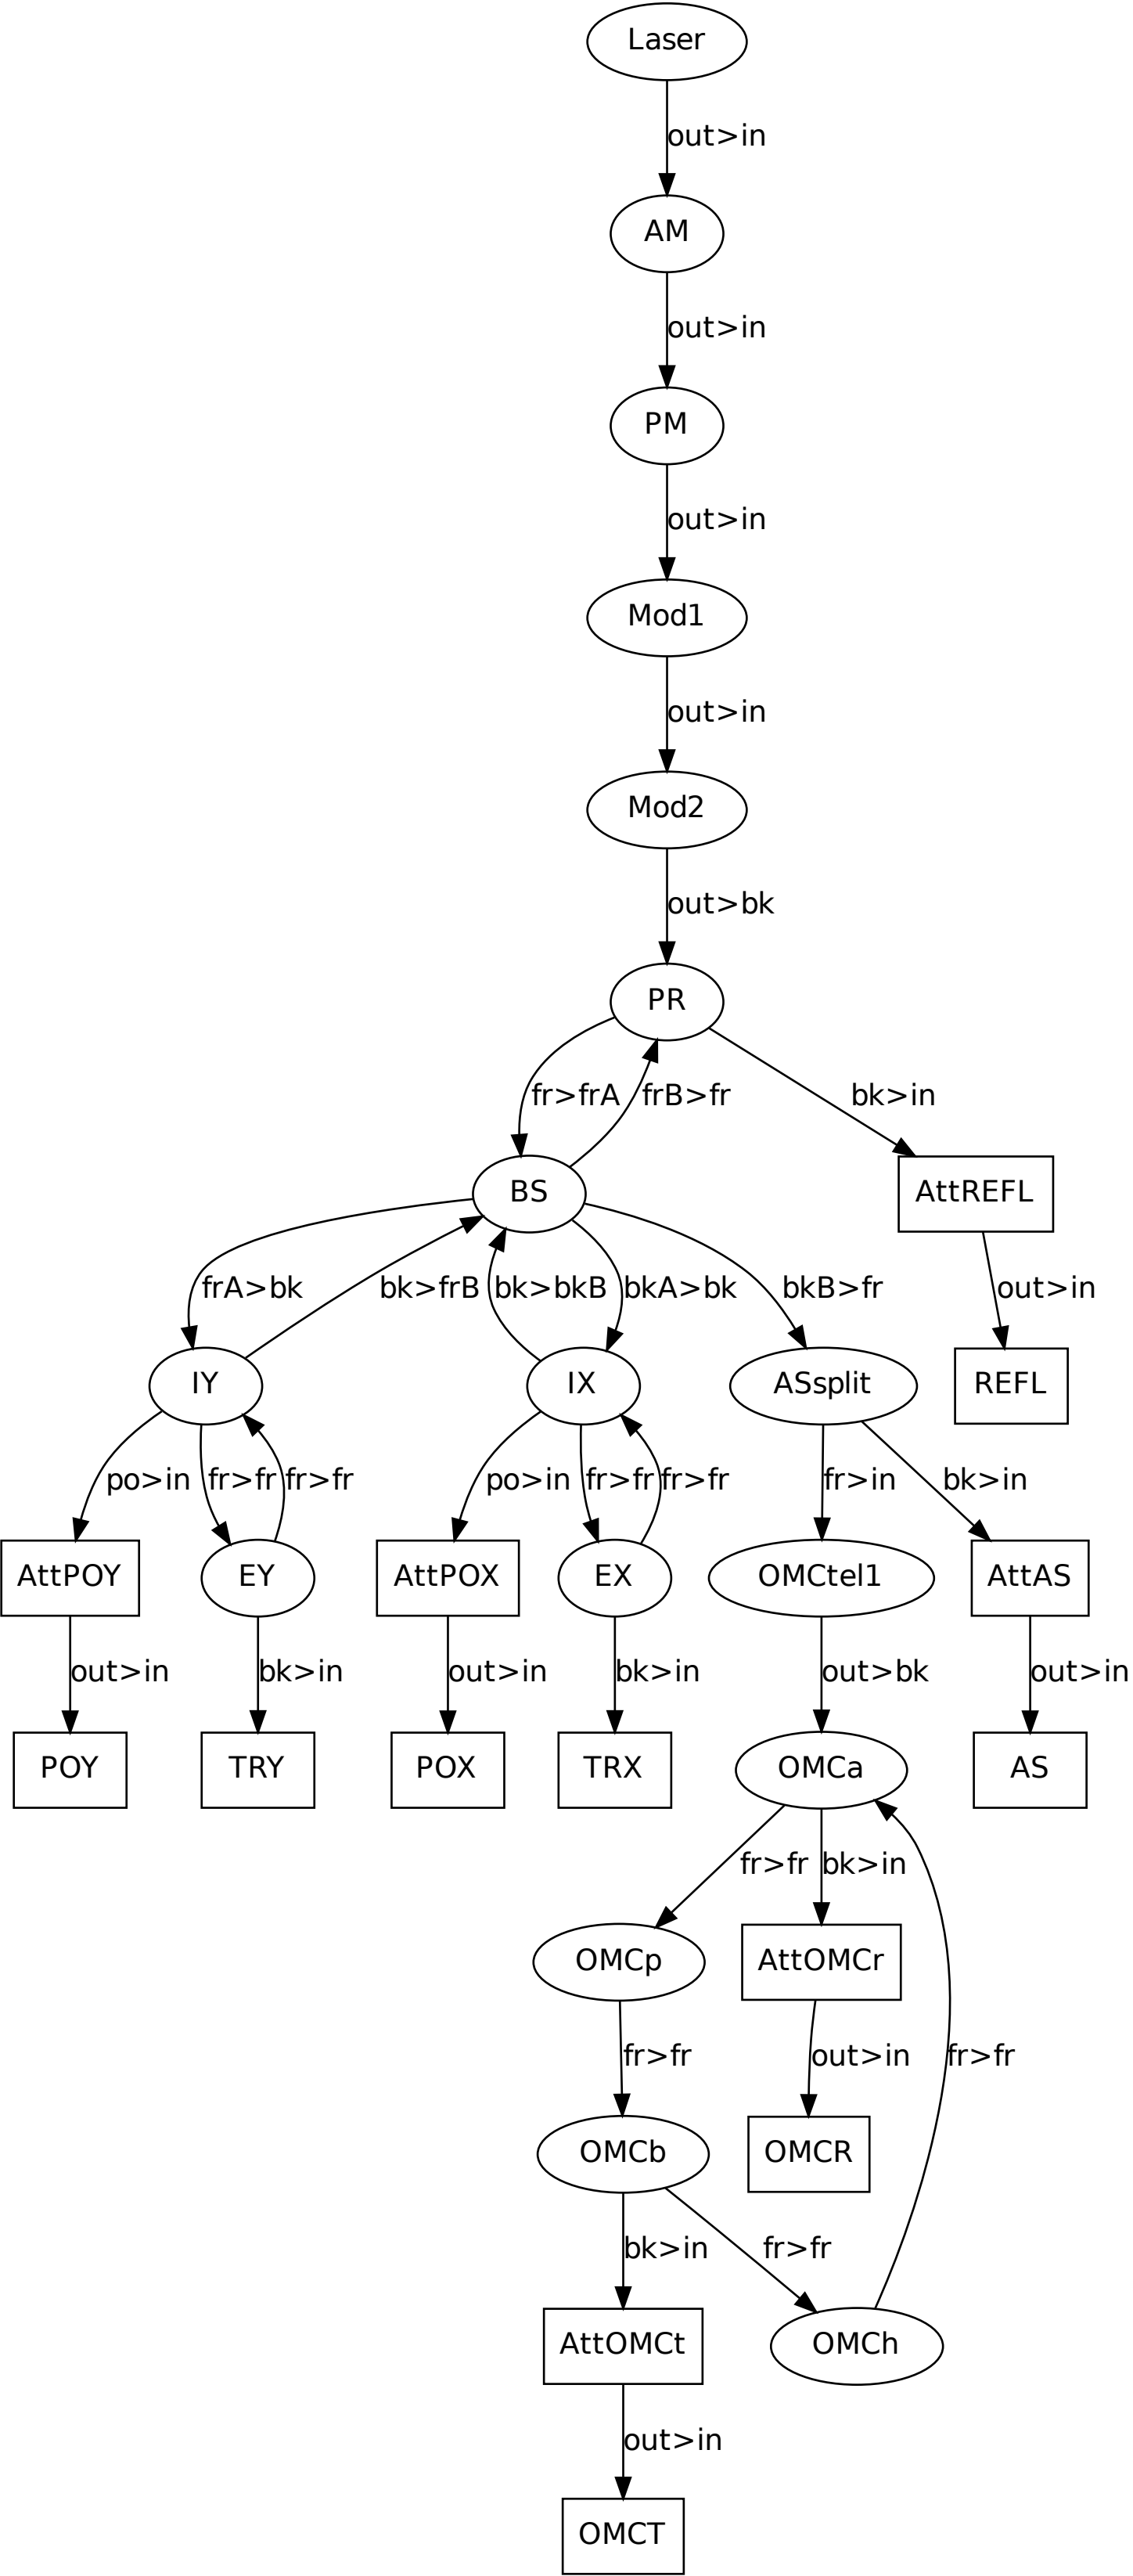 Laser
out>in
AM
out>in
PM
out>in
Mod1
out>in
Mod2
out>bk
PR
fr>frA frB>fr bk>in
BS AttREFL
frA>bk bk>frB bk>bkB bkA>bk bkB>fr out>in
IY IX ASsplit REFL
po>in fr>fr fr>fr po>in fr>fr fr>fr fr>in bk>in
AttPOY EY AttPOX EX OMCtel1 AttAS
out>in bk>in out>in bk>in out>bk out>in
POY TRY POX TRX OMCa AS
fr>fr bk>in
OMCp AttOMCr
fr>fr out>in fr>fr
OMCb OMCR
bk>in fr>fr
AttOMCt OMCh
out>in
OMCT